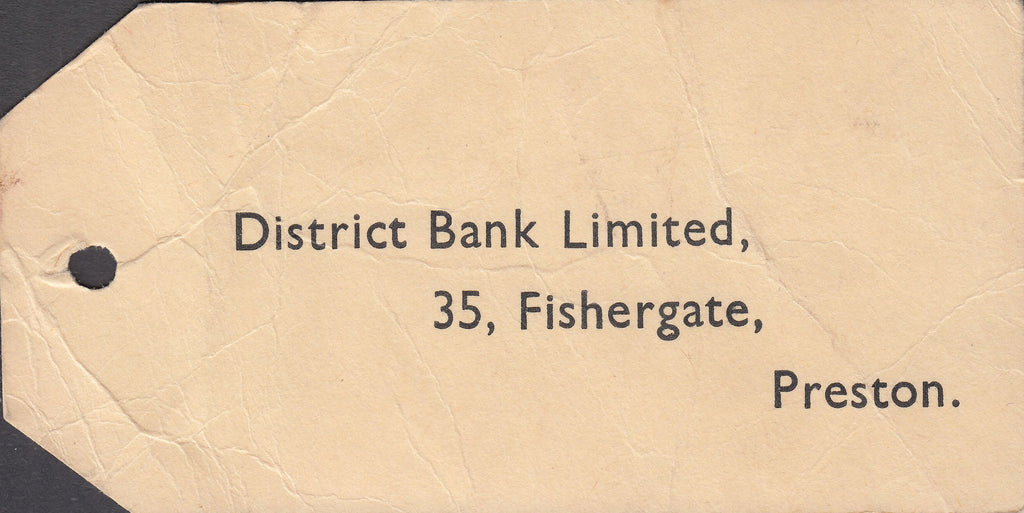 District Bank Limited,
35, Fishergate,
Preston.